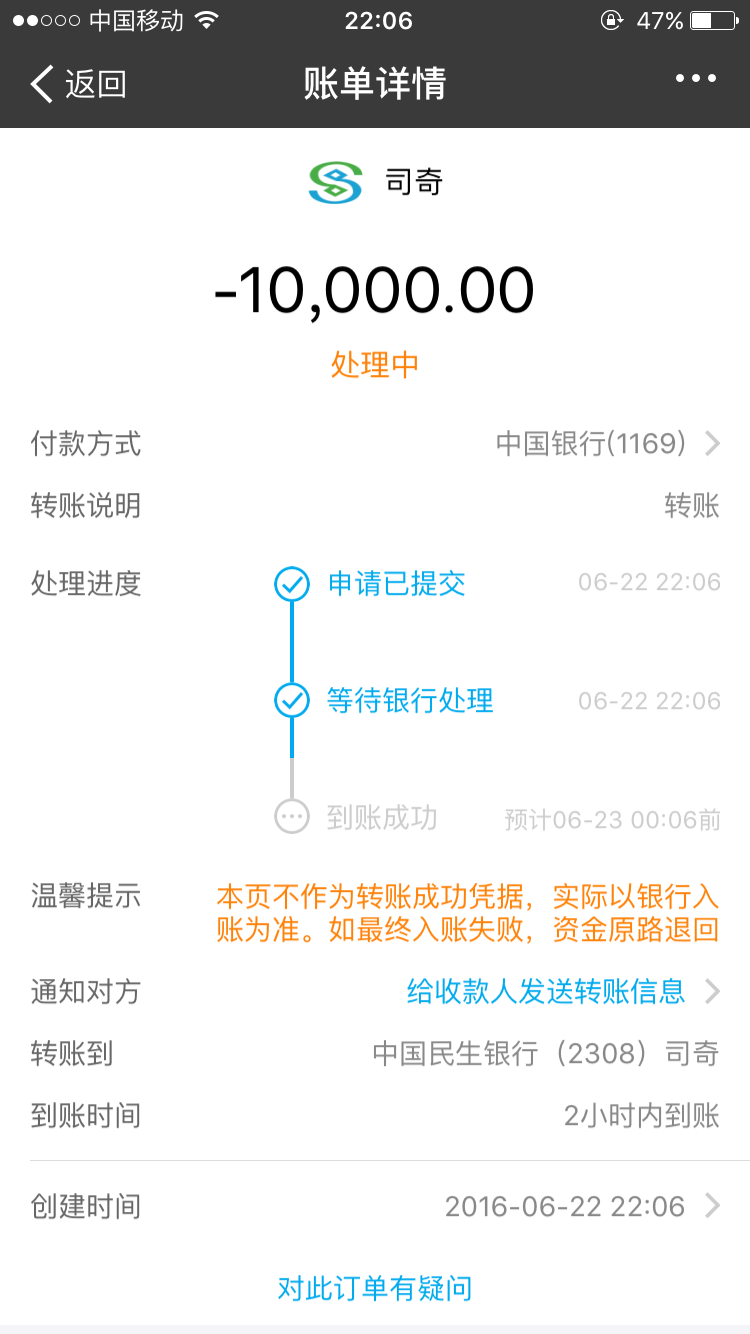 中国移动 22:06 47%
返回 账单详情
司奇
-10,000.00
处理中
付款方式 中国银行(1169)
转账说明 转账
处理进度 申请已提交 06-22 22:06
等待银行处理 06-22 22:06
到账成功 预计06-23 00:06前
温馨提示 本页不作为转账成功凭据，实际以银行入
账为准。如最终入账失败，资金原路退回
通知对方 给收款人发送转账信息
转账到 中国民生银行（2308）司奇
到账时间 2小时内到账
创建时间 2016-06-22 22:06
对此订单有疑问